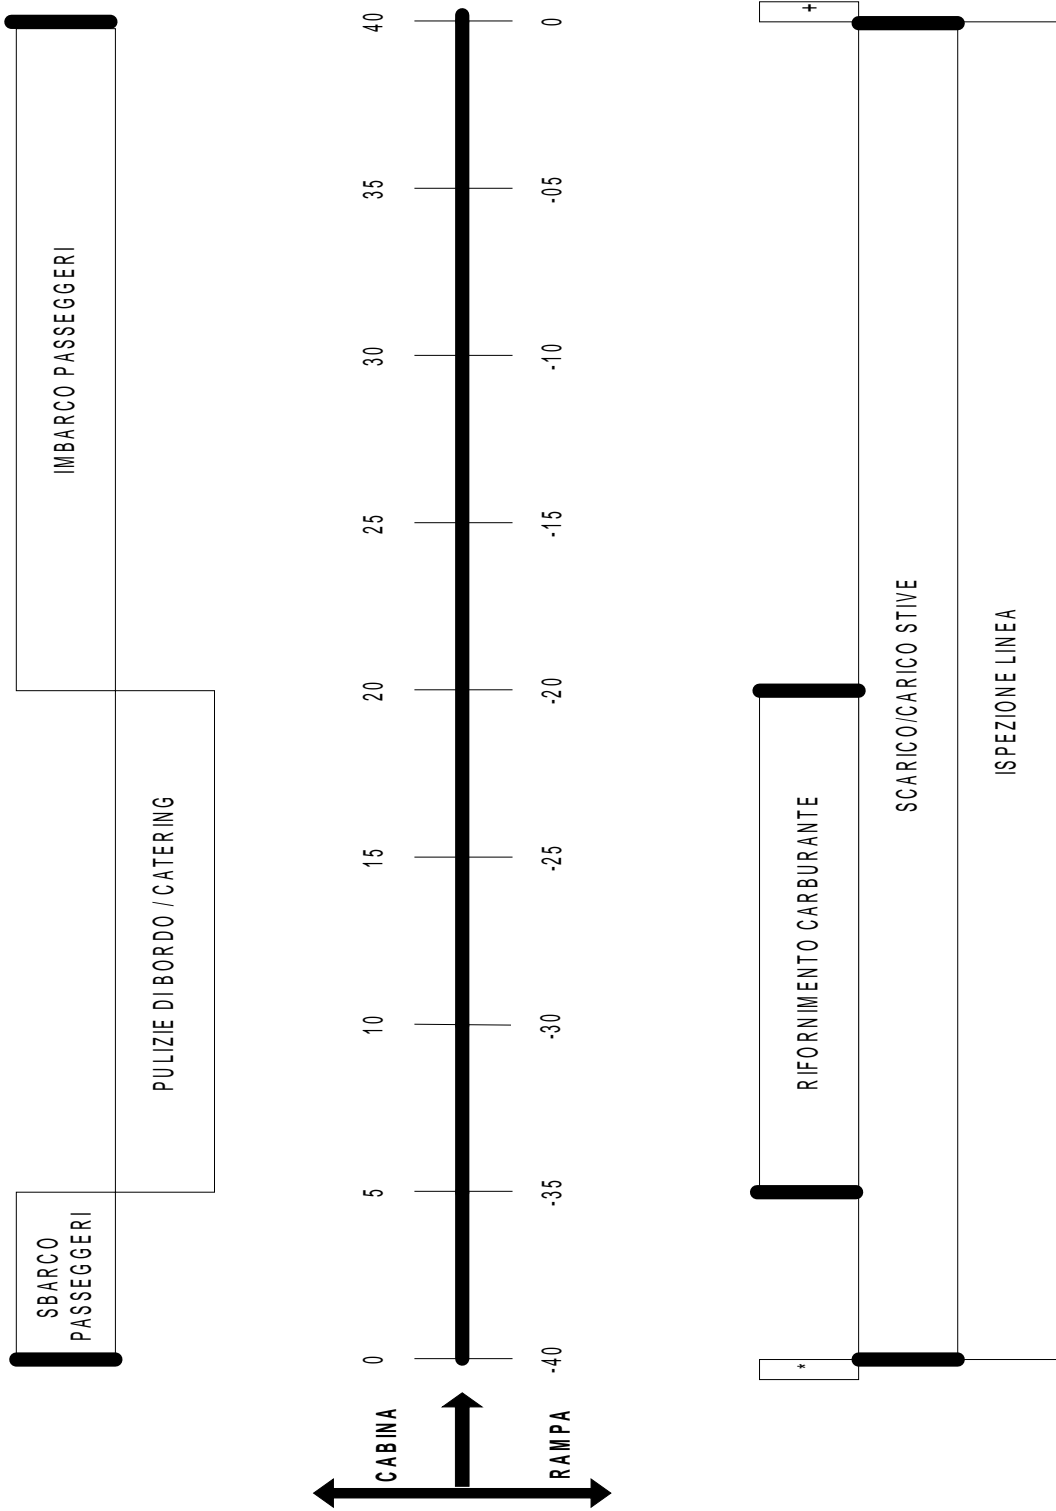 SBARCO
PASSEGGERI
IMBARCO PASSEGGERI
PULIZIE DI BORDO / CATERING
CABINA
0 5 10 15 20 25 30 35 40
RAMPA
-40 -35 -30 -25 -20 -15 -10 -05 0
* RIFORNIMENTO CARBURANTE +
SCARICO/CARICO STIVE
ISPEZIONE LINEA